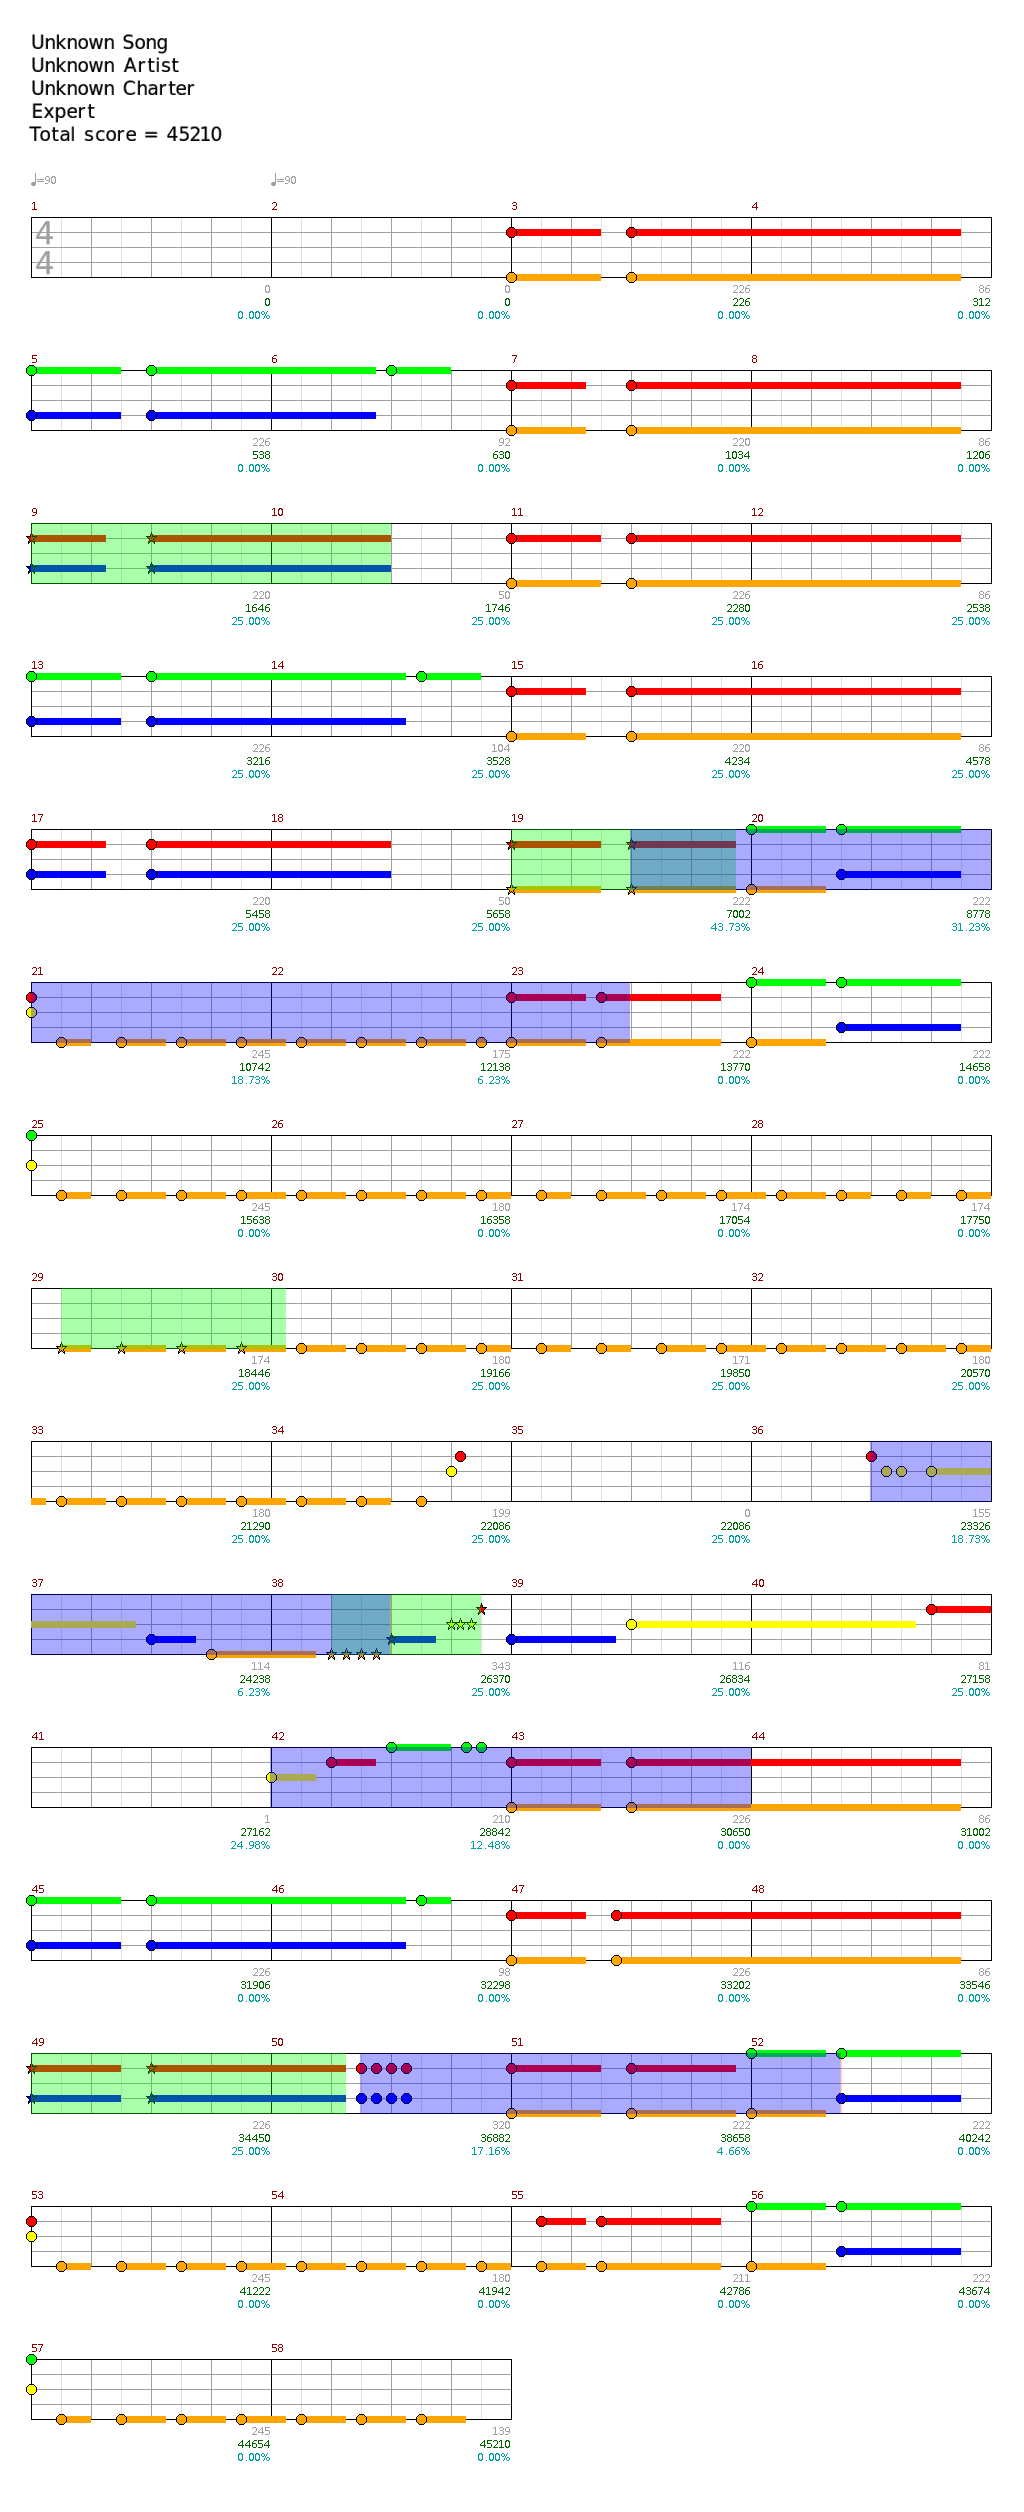 Unknown Song
Unknown Artist
Unknown Charter
Expert
Total score = 45210
♩=90 ♩=90
1 2 3 4
4
4
0 0 226 86
0 0 226 312
0.00% 0.00% 0.00% 0.00%
5 6 7 8
226 92 220 86
538 630 1034 1206
0.00% 0.00% 0.00% 0.00%
9 10 11 12
220 50 226 86
1646 1746 2280 2538
25.00% 25.00% 25.00% 25.00%
13 14 15 16
226 104 220 86
3216 3528 4234 4578
25.00% 25.00% 25.00% 25.00%
17 18 19 20
220 50 222 222
5458 5658 7002 8778
25.00% 25.00% 43.73% 31.23%
21 22 23 24
245 175 222 222
10742 12138 13770 14658
18.73% 6.23% 0.00% 0.00%
25 26 27 28
245 180 174 174
15638 16358 17054 17750
0.00% 0.00% 0.00% 0.00%
29 30 31 32
174 180 171 180
18446 19166 19850 20570
25.00% 25.00% 25.00% 25.00%
33 34 35 36
180 199 0 155
21290 22086 22086 23326
25.00% 25.00% 25.00% 18.73%
37 38 39 40
114 343 116 81
24238 26370 26834 27158
6.23% 25.00% 25.00% 25.00%
41 42 43 44
1 210 226 86
27162 28842 30650 31002
24.98% 12.48% 0.00% 0.00%
45 46 47 48
226 98 226 86
31906 32298 33202 33546
0.00% 0.00% 0.00% 0.00%
49 50 51 52
226 320 222 222
34450 36882 38658 40242
25.00% 17.16% 4.66% 0.00%
53 54 55 56
245 180 211 222
41222 41942 42786 43674
0.00% 0.00% 0.00% 0.00%
57 58
245 139
44654 45210
0.00% 0.00%